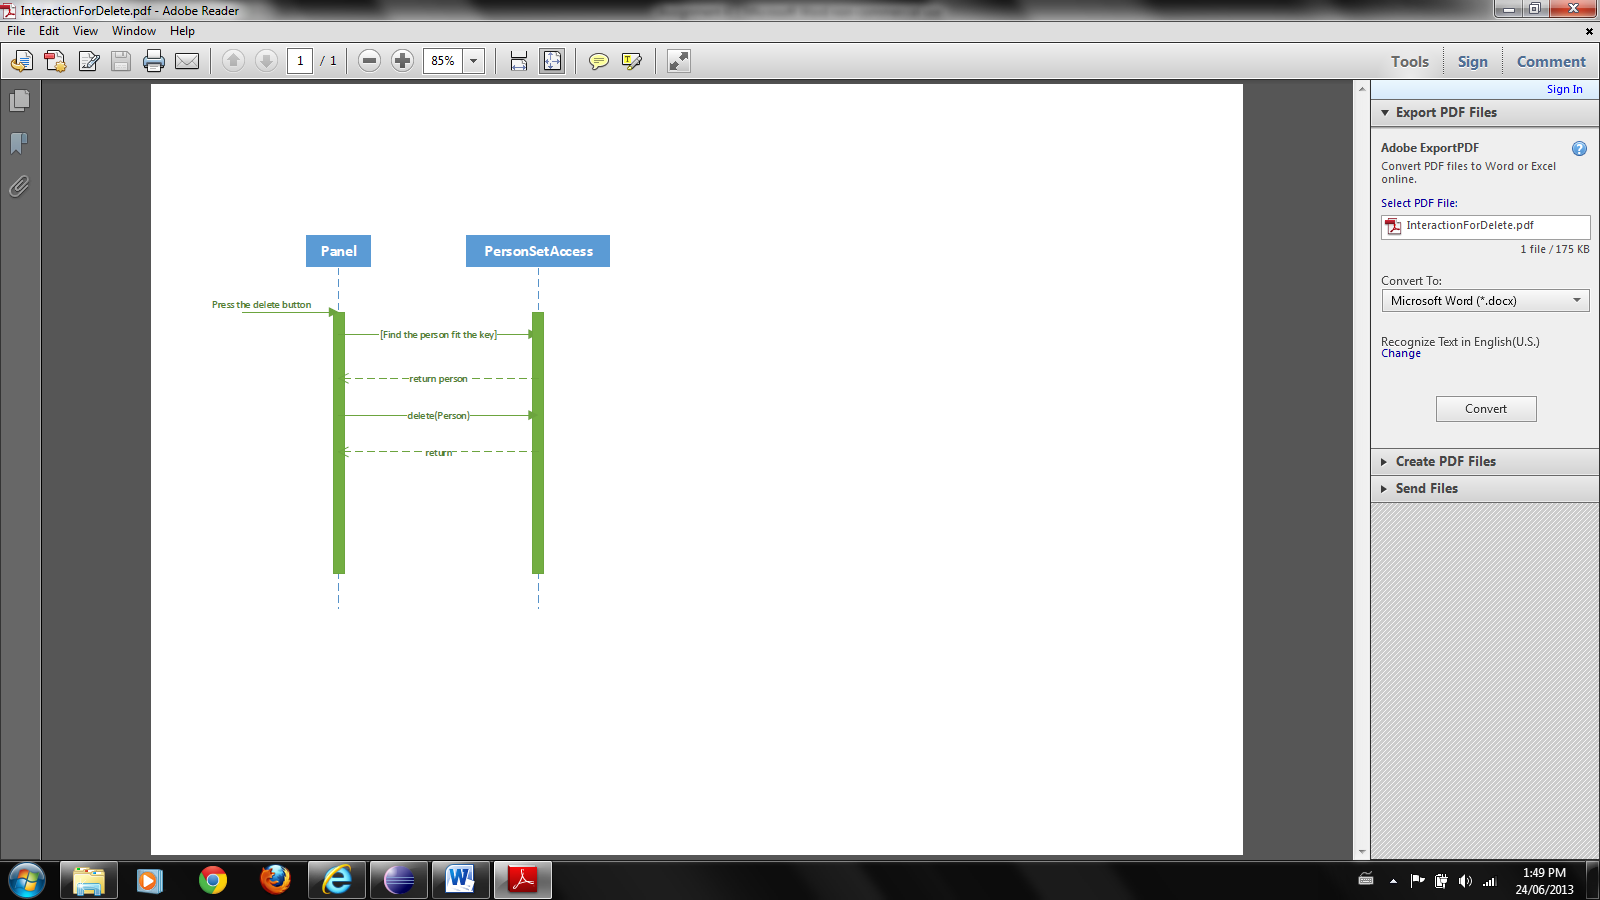 InteractionForDelete.pdf - Adobe Reader
File Edit View Window Help
1 / 1 85% Tools Sign Comment
Sign In
Export PDF Files
Adobe ExportPDF
Convert PDF files to Word or Excel
online.
Select PDF File:
InteractionForDelete.pdf
1 file / 175 KB
Convert To:
Microsoft Word (*.docx)
Recognize Text in English(U.S.)
Change
Convert
Create PDF Files
Send Files
Panel PersonSetAccess
Press the delete button
[Find the person fit the key]
return person
delete(Person)
return
1:49 PM
24/06/2013